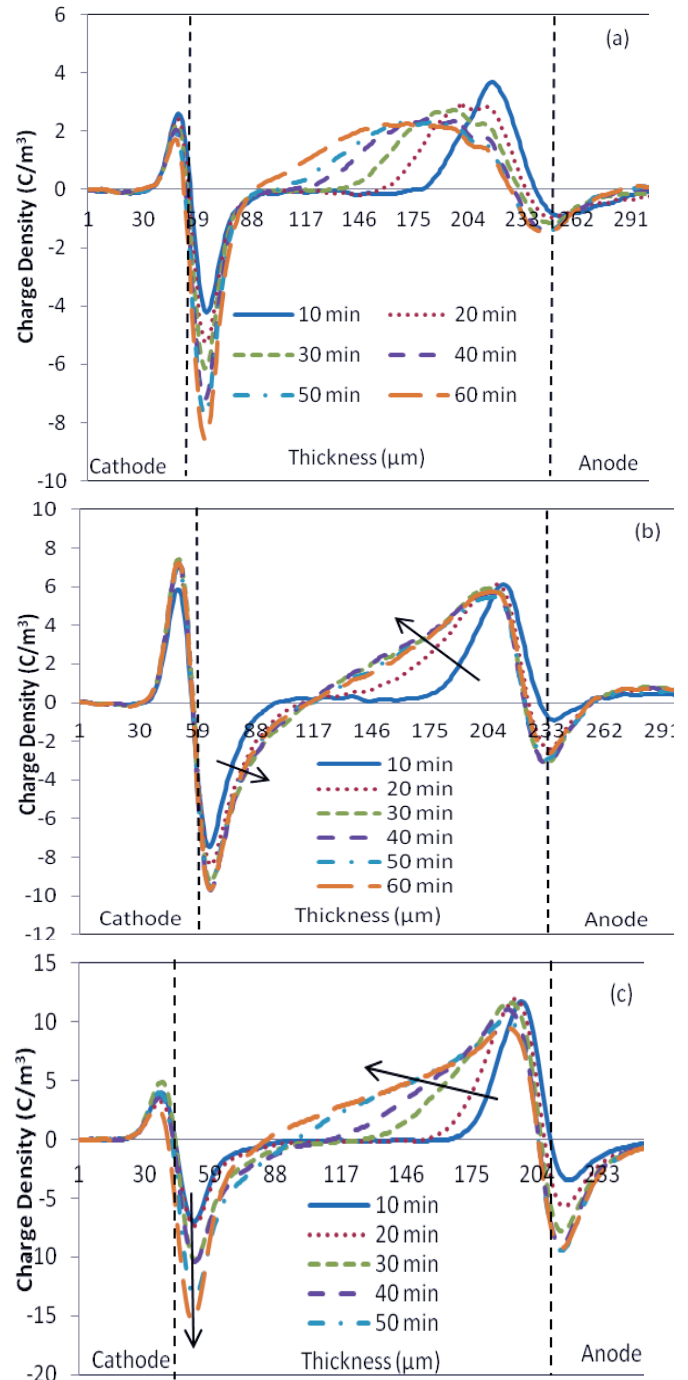 (a)
6
4
2
0
-2
-4
-6
-8
-10
1 30 59 88 117 146 175 204 233 262 291
Charge Density (C/m³)
10 min 20 min
30 min 40 min
50 min 60 min
Cathode Thickness (µm) Anode
(b)
10
8
6
4
2
0
-2
-4
-6
-8
-10
-12
1 30 59 88 117 146 175 204 233 262 291
Charge Density (C/m³)
10 min
20 min
30 min
40 min
50 min
60 min
Cathode Thickness (µm) Anode
(c)
15
10
5
0
-5
-10
-15
-20
1 30 59 88 117 146 175 204 233
Charge Density (C/m³)
10 min
20 min
30 min
40 min
50 min
Cathode Thickness (µm) Anode